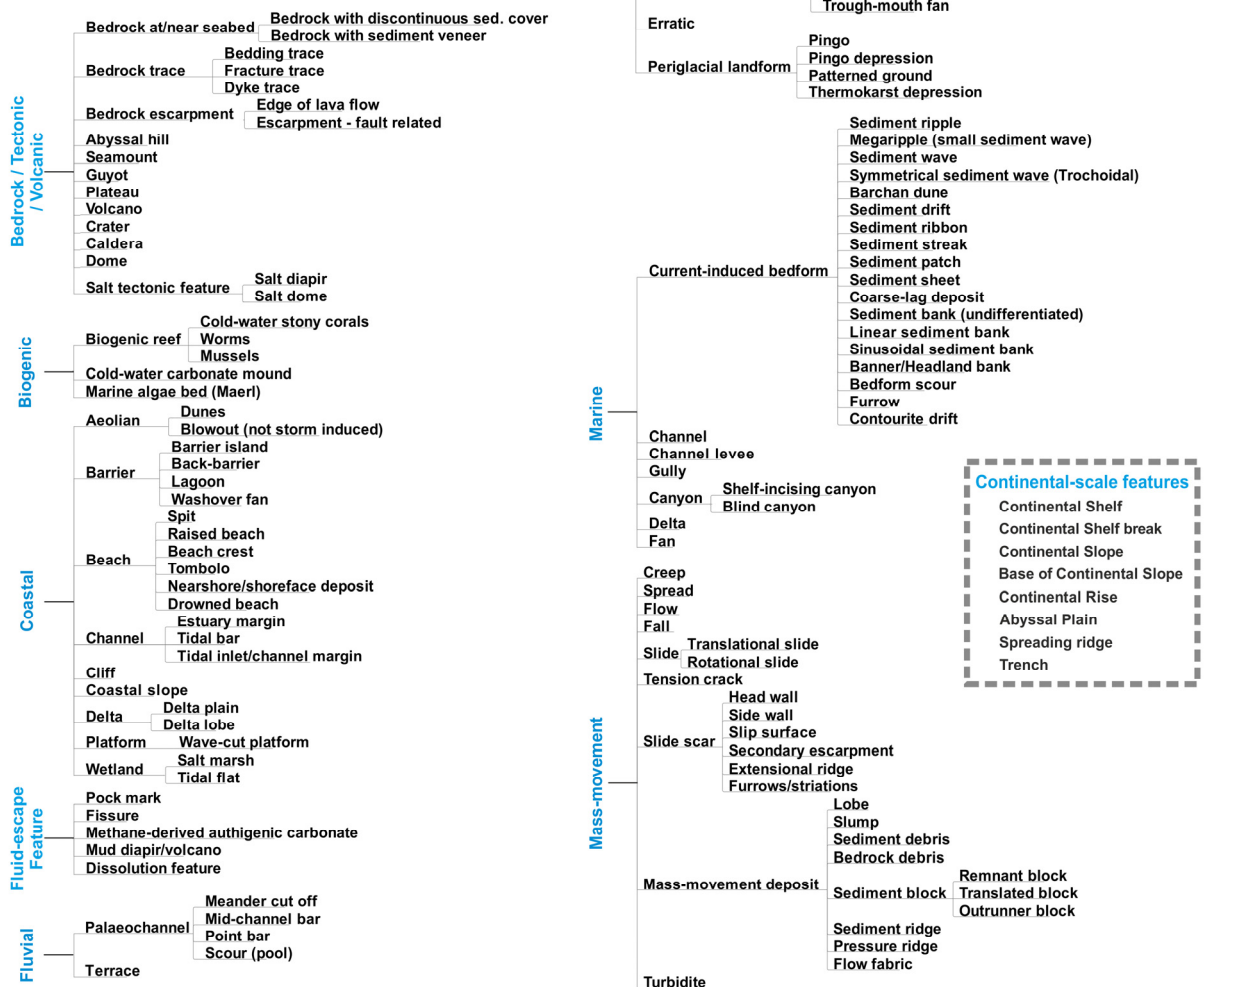 Bedrock / Tectonic
/ Volcanic
Bedrock at/near seabed
Bedrock with discontinuous sed. cover
Bedrock with sediment veneer
Bedrock trace
Bedding trace
Fracture trace
Dyke trace
Bedrock escarpment
Edge of lava flow
Escarpment - fault related
Abyssal hill
Seamount
Guyot
Plateau
Volcano
Crater
Caldera
Dome
Salt tectonic feature
Salt diapir
Salt dome
Biogenic
Biogenic reef
Cold-water stony corals
Worms
Mussels
Cold-water carbonate mound
Marine algae bed (Maerl)
Coastal
Aeolian
Dunes
Blowout (not storm induced)
Barrier
Barrier island
Back-barrier
Lagoon
Washover fan
Beach
Spit
Raised beach
Beach crest
Tombolo
Nearshore/shoreface deposit
Drowned beach
Channel
Estuary margin
Tidal bar
Tidal inlet/channel margin
Cliff
Coastal slope
Delta
Delta plain
Delta lobe
Platform
Wave-cut platform
Wetland
Salt marsh
Tidal flat
Fluid-escape
Feature
Pock mark
Fissure
Methane-derived authigenic carbonate
Mud diapir/volcano
Dissolution feature
Fluvial
Palaeochannel
Meander cut off
Mid-channel bar
Point bar
Scour (pool)
Terrace
Trough-mouth fan
Erratic
Periglacial landform
Pingo
Pingo depression
Patterned ground
Thermokarst depression
Marine
Current-induced bedform
Sediment ripple
Megaripple (small sediment wave)
Sediment wave
Symmetrical sediment wave (Trochoidal)
Barchan dune
Sediment drift
Sediment ribbon
Sediment streak
Sediment patch
Sediment sheet
Coarse-lag deposit
Sediment bank (undifferentiated)
Linear sediment bank
Sinusoidal sediment bank
Banner/Headland bank
Bedform scour
Furrow
Contourite drift
Channel
Channel levee
Gully
Canyon
Shelf-incising canyon
Blind canyon
Delta
Fan
Mass-movement
Creep
Spread
Flow
Fall
Slide
Translational slide
Rotational slide
Tension crack
Slide scar
Head wall
Side wall
Slip surface
Secondary escarpment
Extensional ridge
Furrows/striations
Mass-movement deposit
Lobe
Slump
Sediment debris
Bedrock debris
Sediment block
Remnant block
Translated block
Outrunner block
Sediment ridge
Pressure ridge
Flow fabric
Turbidite
Continental-scale features
Continental Shelf
Continental Shelf break
Continental Slope
Base of Continental Slope
Continental Rise
Abyssal Plain
Spreading ridge
Trench